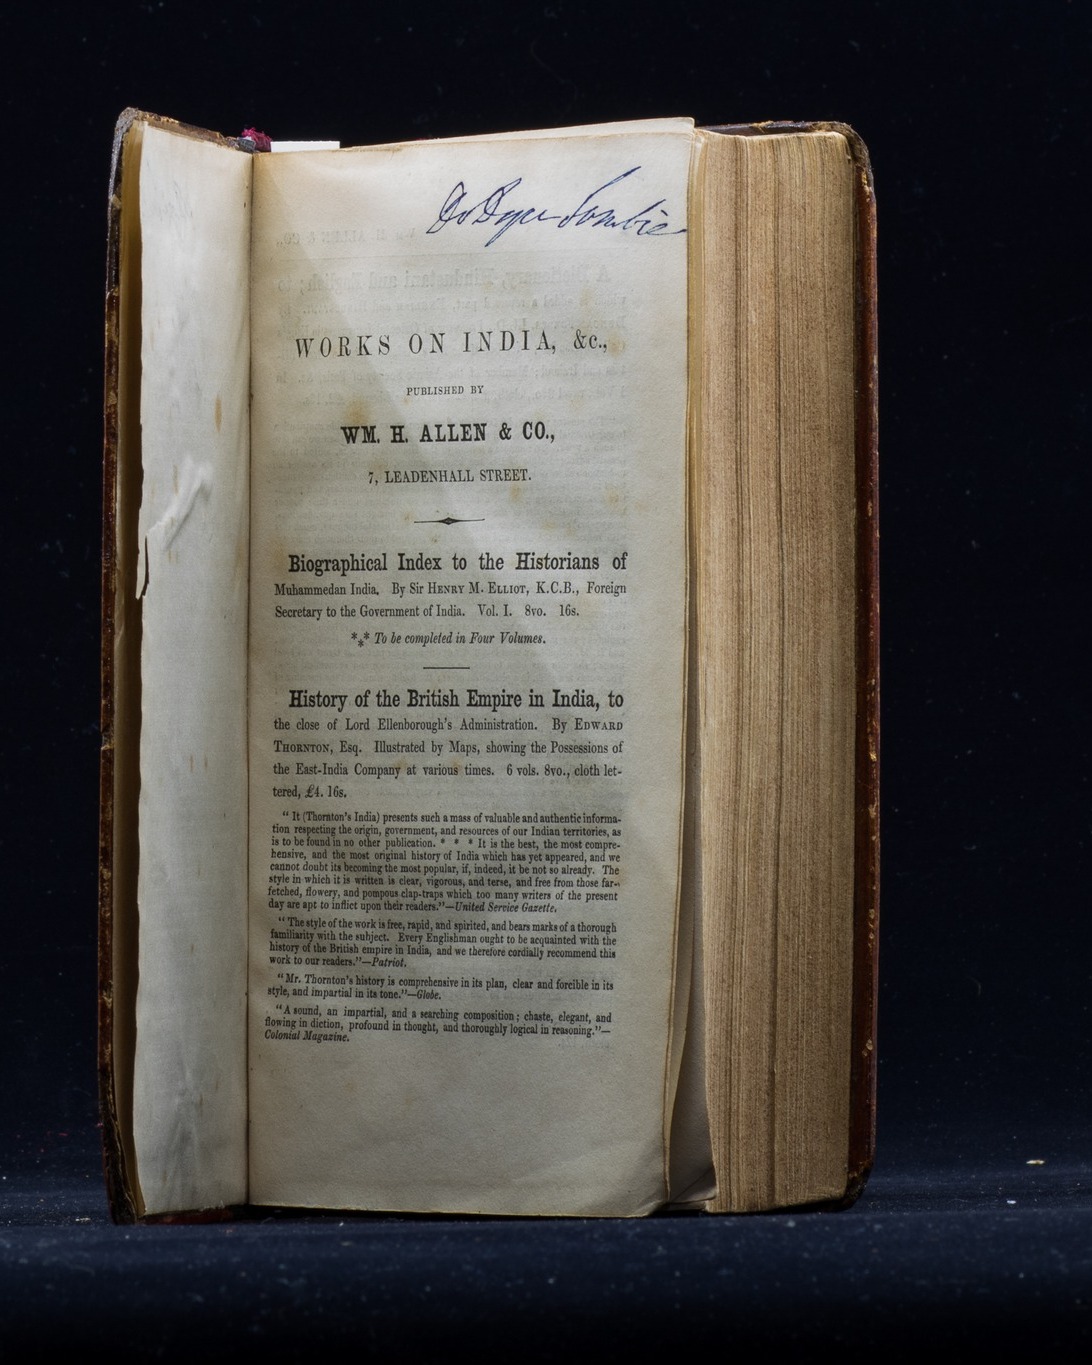 Dyce Sombre
WORKS ON INDIA, &c.,
PUBLISHED BY
WM. H. ALLEN & CO.,
7, LEADENHALL STREET.
Biographical Index to the Historians of
Muhammedan India. By Sir HENRY M. ELLIOT, K.C.B., Foreign
Secretary to the Government of India. Vol. I. 8vo. 16s.
*** To be completed in Four Volumes.
History of the British Empire in India, to
the close of Lord Ellenborough's Administration. By EDWARD
THORNTON, Esq. Illustrated by Maps, showing the Possessions of
the East-India Company at various times. 6 vols. 8vo., cloth let-
tered, £4. 16s.
"It (Thornton's India) presents such a mass of valuable and authentic informa-
tion respecting the origin, government, and resources of our Indian territories, as
is to be found in no other publication. * * * It is the best, the most compre-
hensive, and the most original history of India which has yet appeared, and we
cannot doubt its becoming the most popular, if, indeed, it be not so already. The
style in which it is written is clear, vigorous, and terse, and free from those far-
fetched, flowery, and pompous clap-traps which too many writers of the present
day are apt to inflict upon their readers."—United Service Gazette.
"The style of the work is free, rapid, and spirited, and bears marks of a thorough
familiarity with the subject. Every Englishman ought to be acquainted with the
history of the British empire in India, and we therefore cordially recommend this
work to our readers."—Patriot.
"Mr. Thornton's history is comprehensive in its plan, clear and forcible in its
style, and impartial in its tone."—Globe.
"A sound, an impartial, and a searching composition; chaste, elegant, and
flowing in diction, profound in thought, and thoroughly logical in reasoning."—
Colonial Magazine.